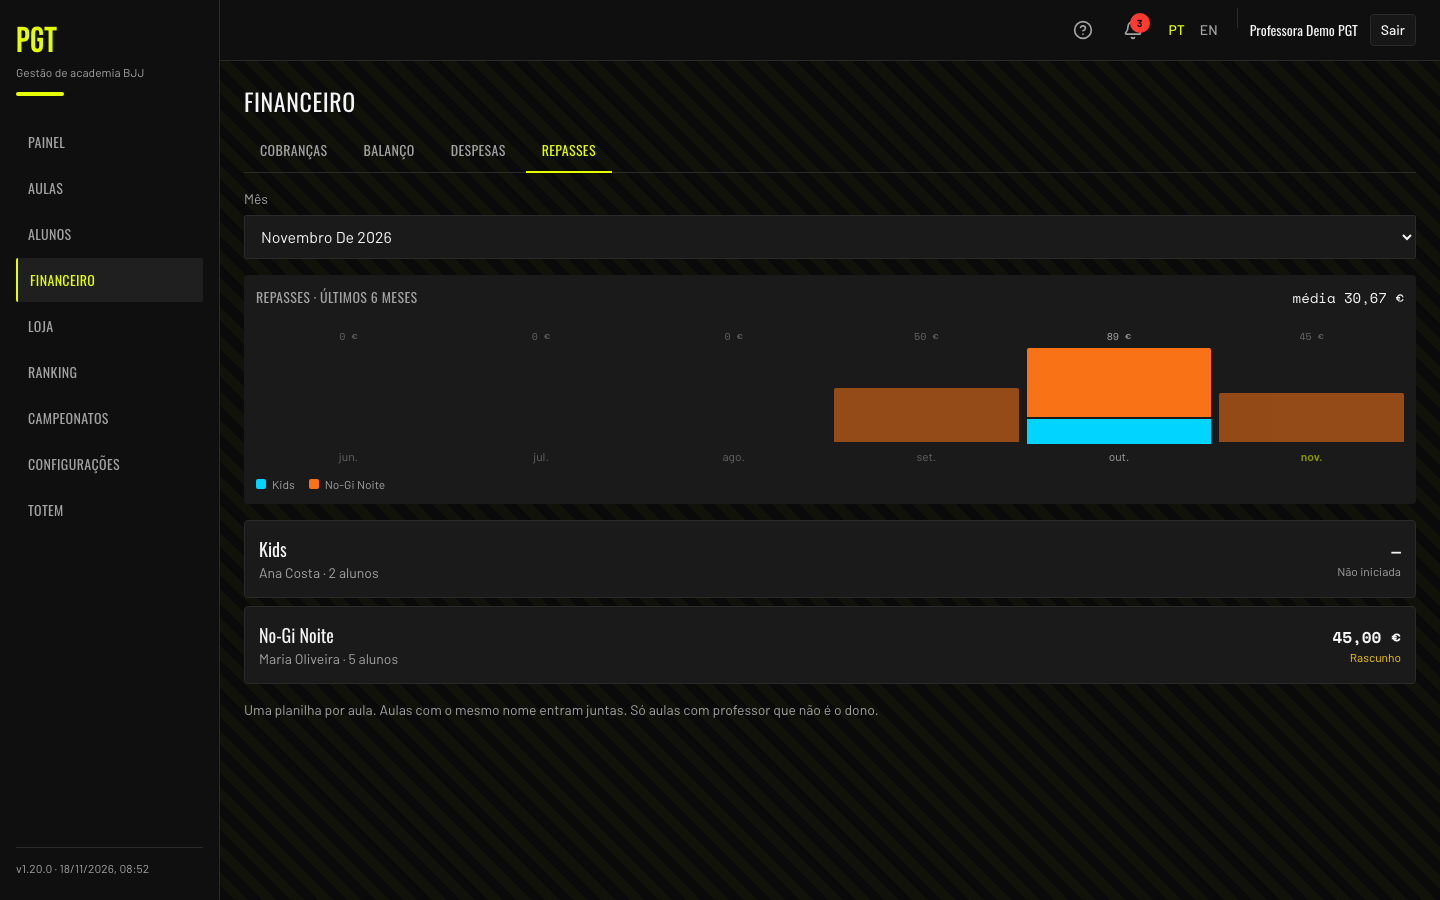 PGT
Gestão de academia BJJ
PAINEL
AULAS
ALUNOS
FINANCEIRO
LOJA
RANKING
CAMPEONATOS
CONFIGURAÇÕES
TOTEM
v1.20.0 · 18/11/2026, 08:52
3
PT EN
Professora Demo PGT
Sair
FINANCEIRO
COBRANÇAS BALANÇO DESPESAS REPASSES
Mês
Novembro De 2026
REPASSES · ÚLTIMOS 6 MESES
média 30,67 €
0 € 0 € 0 € 50 € 89 € 45 €
jun. jul. ago. set. out. nov.
Kids No-Gi Noite
Kids
–
Ana Costa · 2 alunos
Não iniciada
No-Gi Noite
45,00 €
Maria Oliveira · 5 alunos
Rascunho
Uma planilha por aula. Aulas com o mesmo nome entram juntas. Só aulas com professor que não é o dono.